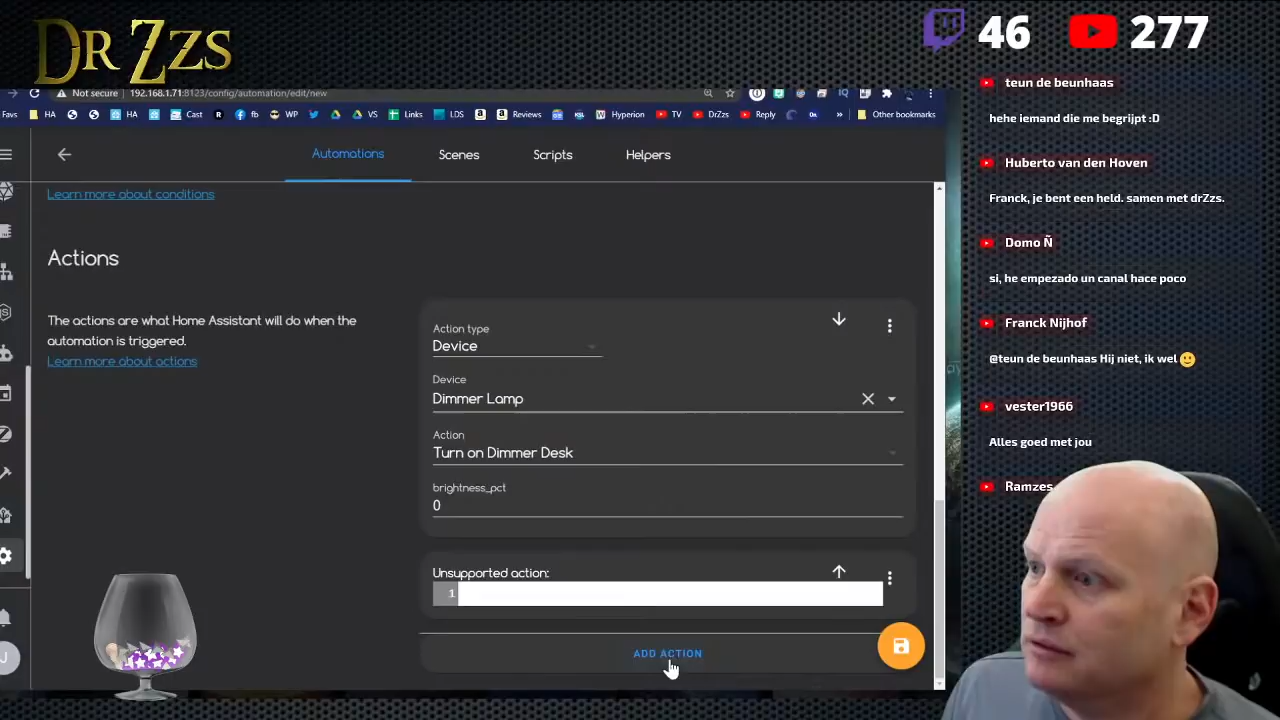 DR ZZS
46
277
Not secure
192.168.1.71:8123/config/automation/edit/new
Favs HA HA Cast fb WP VS Links LDS Reviews Hyperion TV DrZzs Reply Other bookmarks
Automations
Scenes
Scripts
Helpers
Learn more about conditions
Actions
The actions are what Home Assistant will do when the
automation is triggered.
Learn more about actions
Action type
Device
Device
Dimmer Lamp
Action
Turn on Dimmer Desk
brightness_pct
0
Unsupported action:
1
ADD ACTION
J
teun de beunhaas
hehe iemand die me begrijpt :D
Huberto van den Hoven
Franck, je bent een held. samen met drZzs.
Domo Ñ
si, he empezado un canal hace poco
Franck Nijhof
@teun de beunhaas Hij niet, ik wel
vester1966
Alles goed met jou
Ramzes